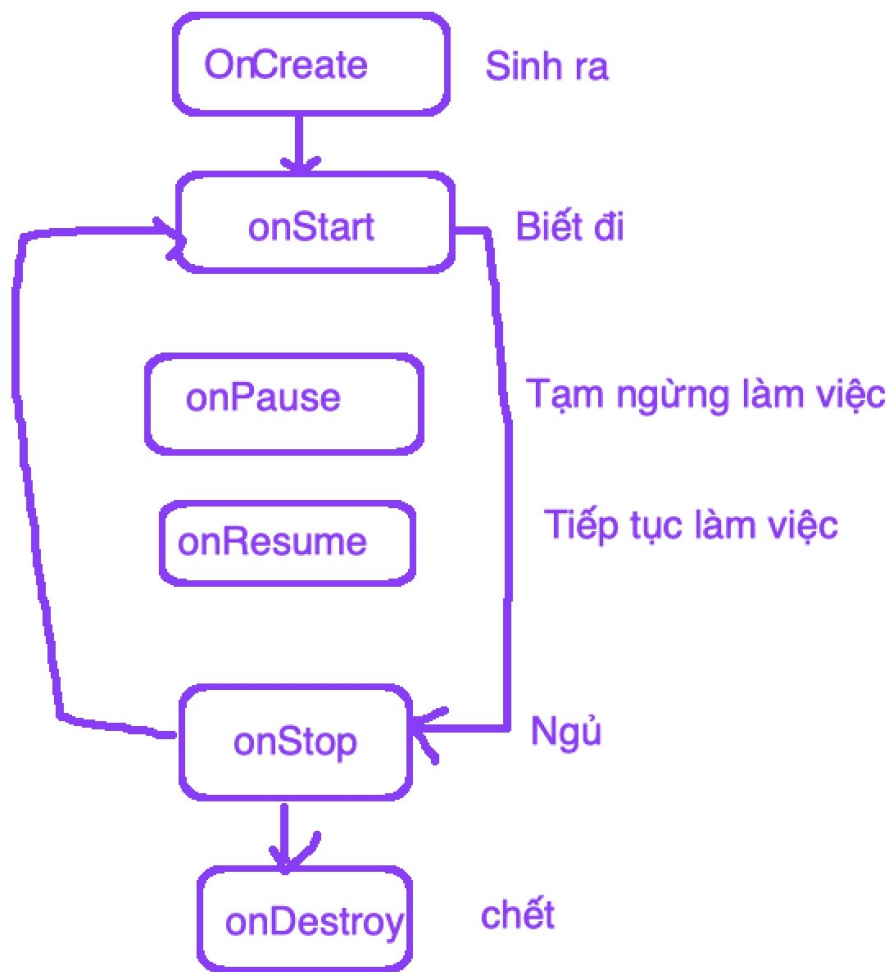 OnCreate Sinh ra
onStart Biết đi
onPause Tạm ngừng làm việc
onResume Tiếp tục làm việc
onStop Ngủ
onDestroy chết